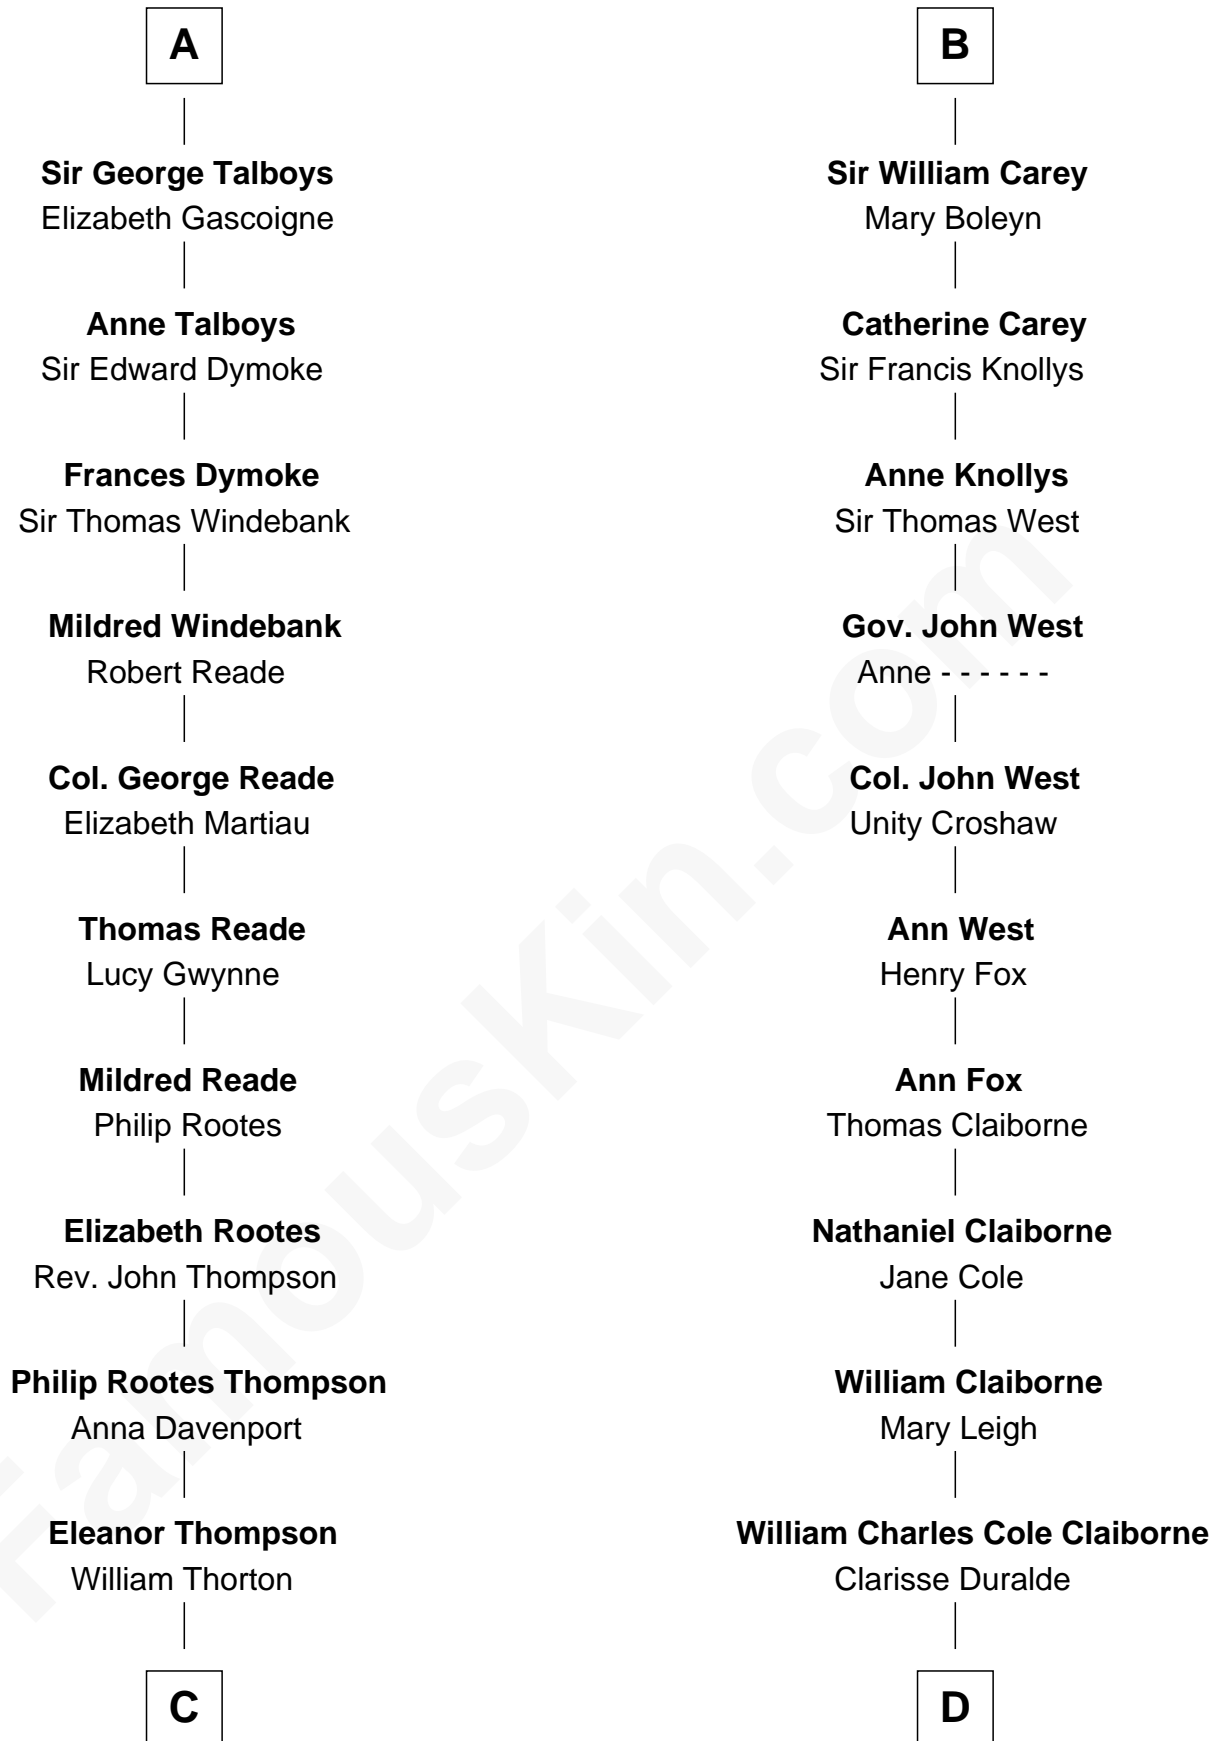 A
Sir George Talboys
Elizabeth Gascoigne
Anne Talboys
Sir Edward Dymoke
Frances Dymoke
Sir Thomas Windebank
Mildred Windebank
Robert Reade
Col. George Reade
Elizabeth Martiau
Thomas Reade
Lucy Gwynne
Mildred Reade
Philip Rootes
Elizabeth Rootes
Rev. John Thompson
Philip Rootes Thompson
Anna Davenport
Eleanor Thompson
William Thorton
C
B
Sir William Carey
Mary Boleyn
Catherine Carey
Sir Francis Knollys
Anne Knollys
Sir Thomas West
Gov. John West
Anne - - - - - -
Col. John West
Unity Croshaw
Ann West
Henry Fox
Ann Fox
Thomas Claiborne
Nathaniel Claiborne
Jane Cole
William Claiborne
Mary Leigh
William Charles Cole Claiborne
Clarisse Duralde
D
FamousKin.com